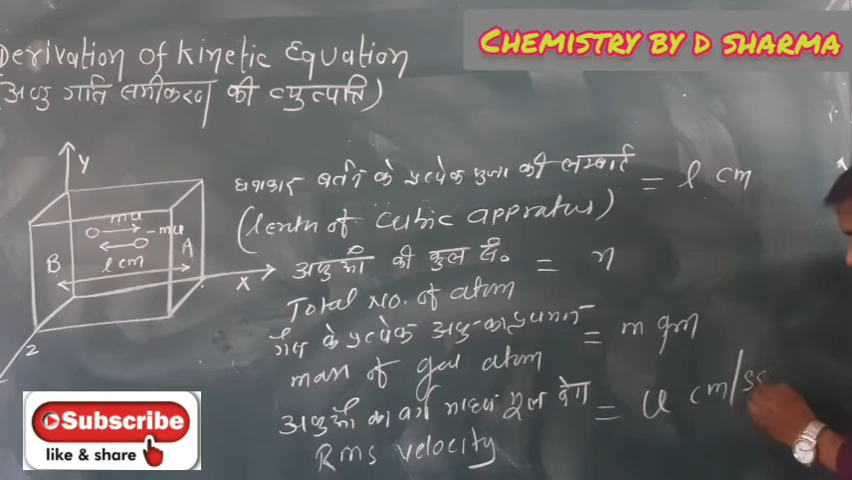 Derivation of Kinetic Equation
CHEMISTRY BY D SHARMA
(अणु गति समीकरण की व्युत्पत्ति)
Y
mu
-mu
B
A
l cm
X
Z
घनाकार बर्तन के प्रत्येक भुजा की लम्बाई = l cm
(lenth of cubic appratus)
अणुओं की कुल सं० = n
Total No. of atom
गैस के प्रत्येक अणु का द्रव्यमान = m gm
mass of gas atom
अणुओं का वर्ग माध्य मूल वेग = u cm/se
Rms velocity
Subscribe
like & share